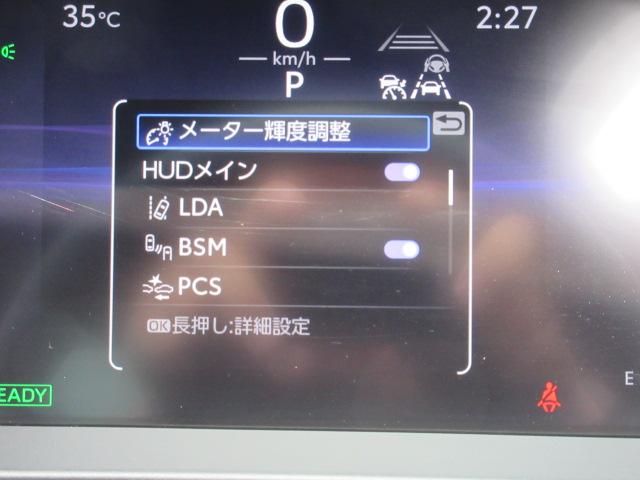 35℃
0
2:27
km/h
P
メーター輝度調整
HUDメイン
LDA
BSM
PCS
OK長押し:詳細設定
E
EADY